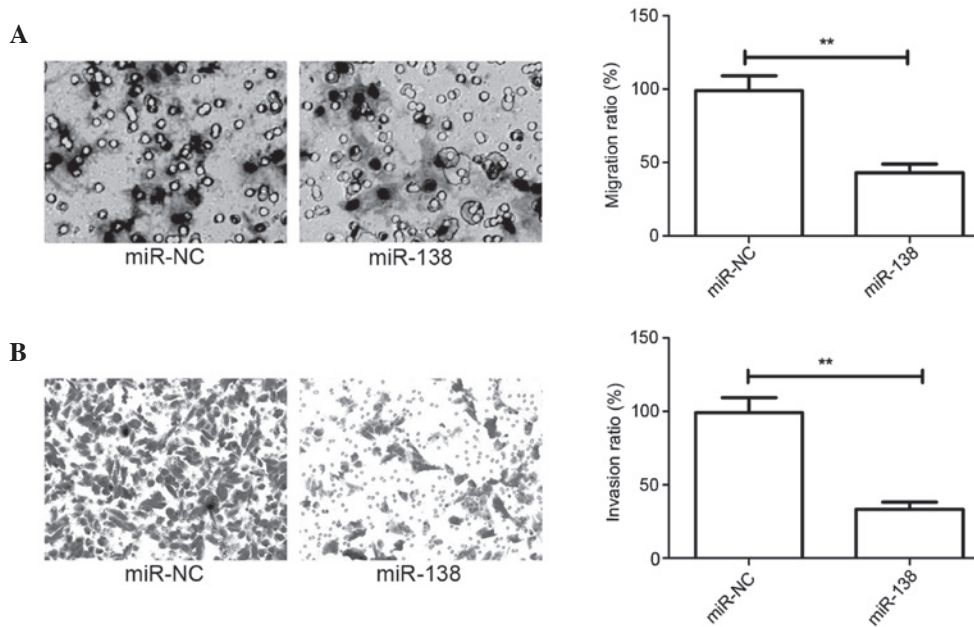 A
miR-NC
miR-138
150
100
50
0
Migration ratio (%)
**
miR-NC
miR-138
B
miR-NC
miR-138
150
100
50
0
Invasion ratio (%)
**
miR-NC
miR-138